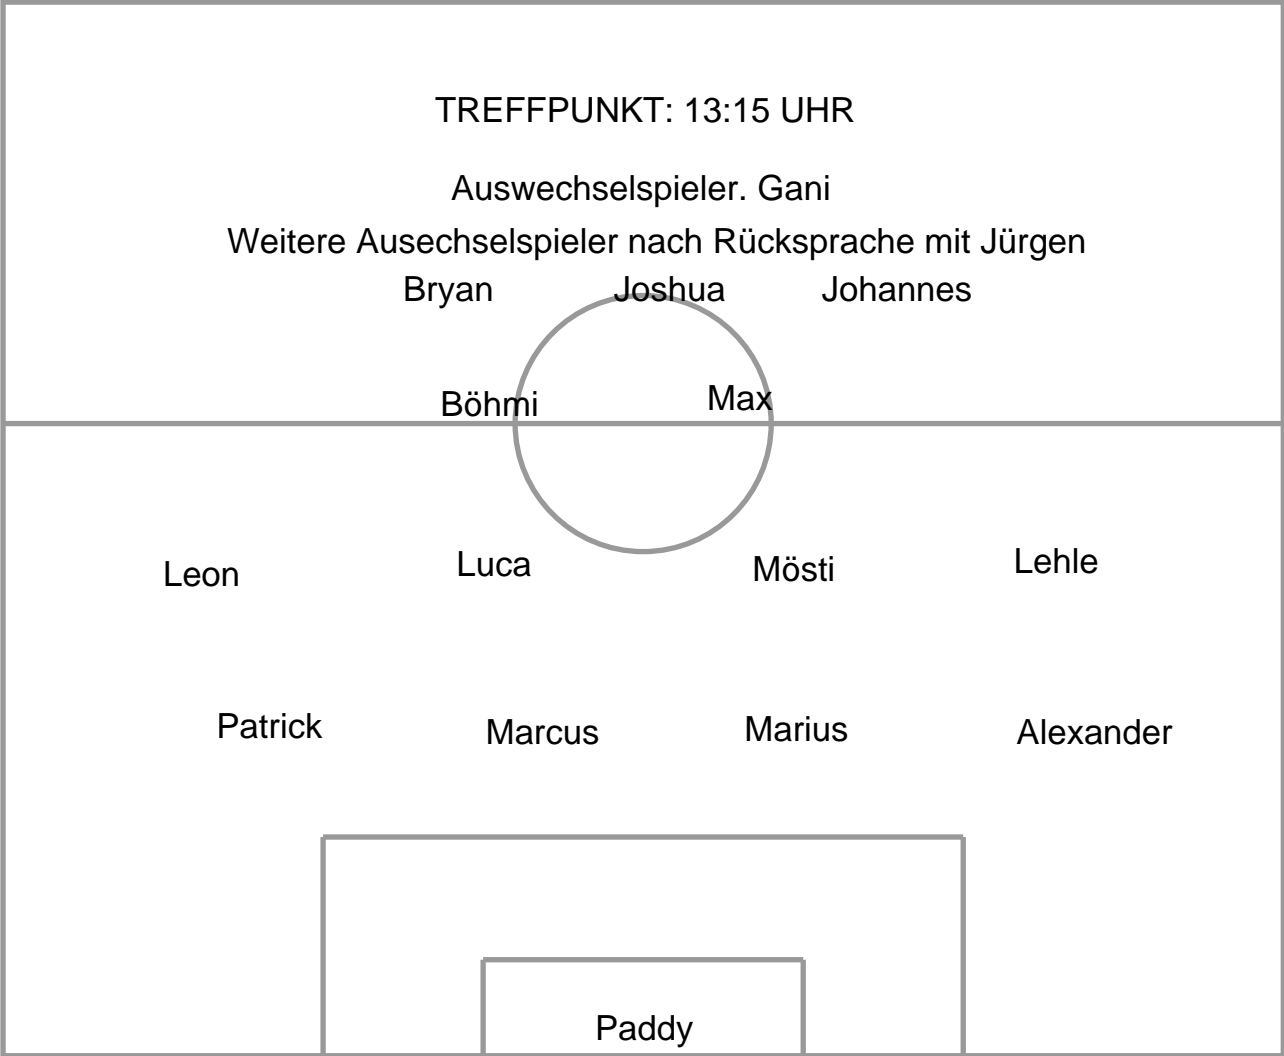 TREFFPUNKT: 13:15 UHR
Auswechselspieler. Gani
Weitere Ausechselspieler nach Rücksprache mit Jürgen
Bryan Joshua Johannes
Böhmi Max
Leon Luca Mösti Lehle
Patrick Marcus Marius Alexander
Paddy